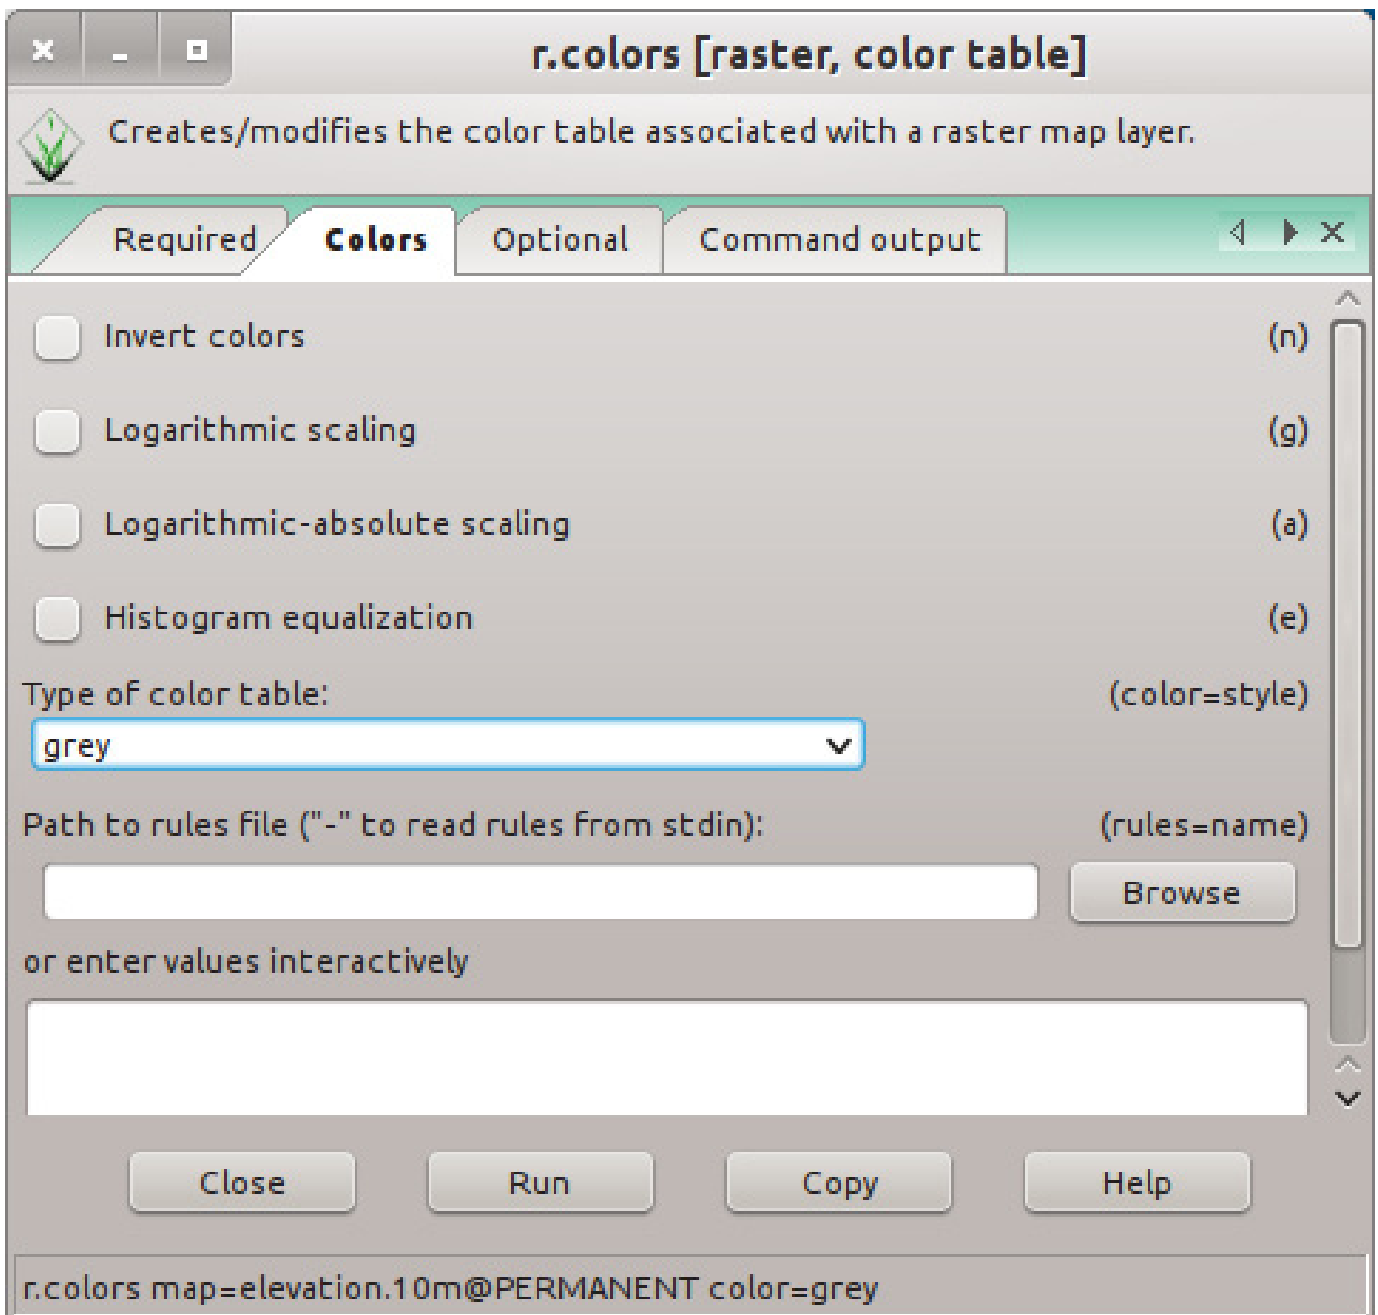 r.colors [raster, color table]
Creates/modifies the color table associated with a raster map layer.
Required Colors Optional Command output
Invert colors (n)
Logarithmic scaling (g)
Logarithmic-absolute scaling (a)
Histogram equalization (e)
Type of color table: (color=style)
grey
Path to rules file ("-" to read rules from stdin): (rules=name)
Browse
or enter values interactively
Close Run Copy Help
r.colors map=elevation.10m@PERMANENT color=grey